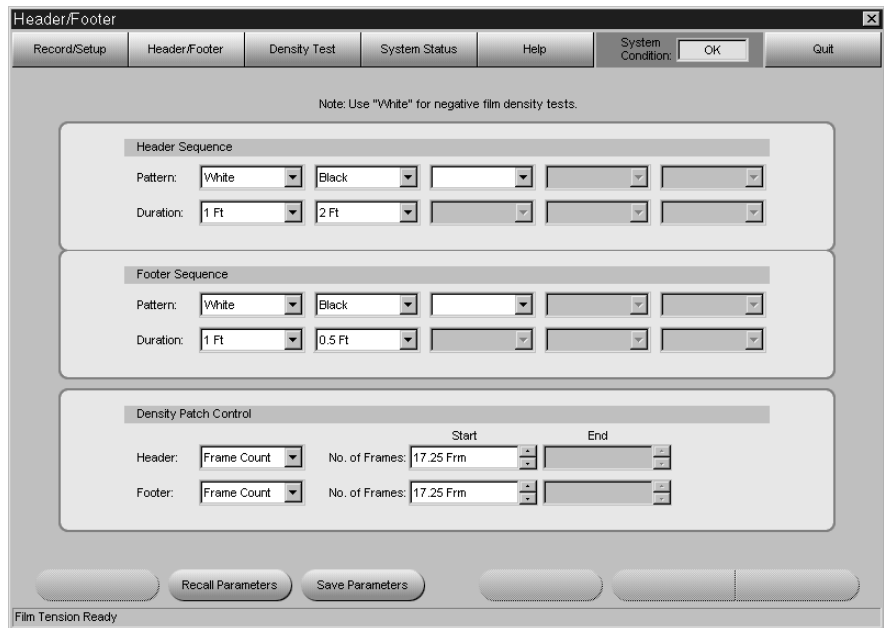 Header/Footer
Record/Setup Header/Footer Density Test System Status Help System Condition: OK Quit
Note: Use "White" for negative film density tests.
Header Sequence
Pattern: White Black
Duration: 1 Ft 2 Ft
Footer Sequence
Pattern: White Black
Duration: 1 Ft 0.5 Ft
Density Patch Control
Start End
Header: Frame Count No. of Frames: 17.25 Frm
Footer: Frame Count No. of Frames: 17.25 Frm
Recall Parameters Save Parameters
Film Tension Ready